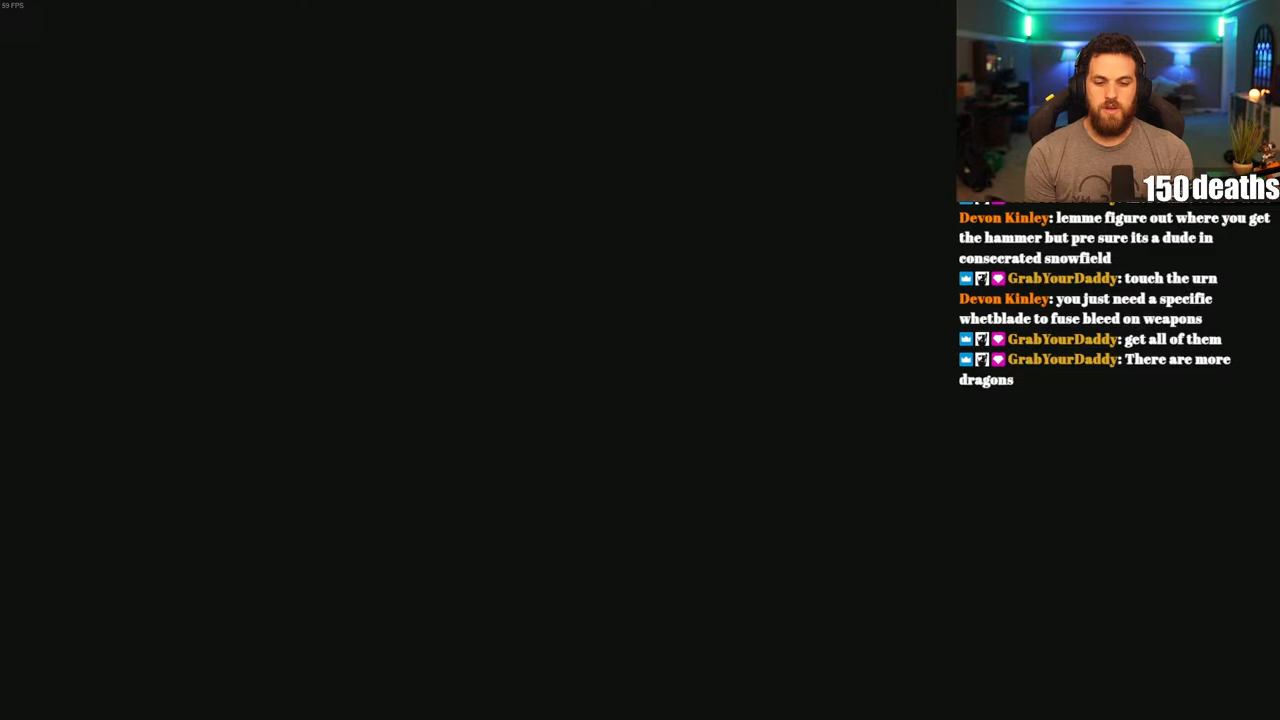 59 FPS
150 deaths
Devon Kinley: lemme figure out where you get
the hammer but pre sure its a dude in
consecrated snowfield
GrabYourDaddy: touch the urn
Devon Kinley: you just need a specific
whetblade to fuse bleed on weapons
GrabYourDaddy: get all of them
GrabYourDaddy: There are more
dragons